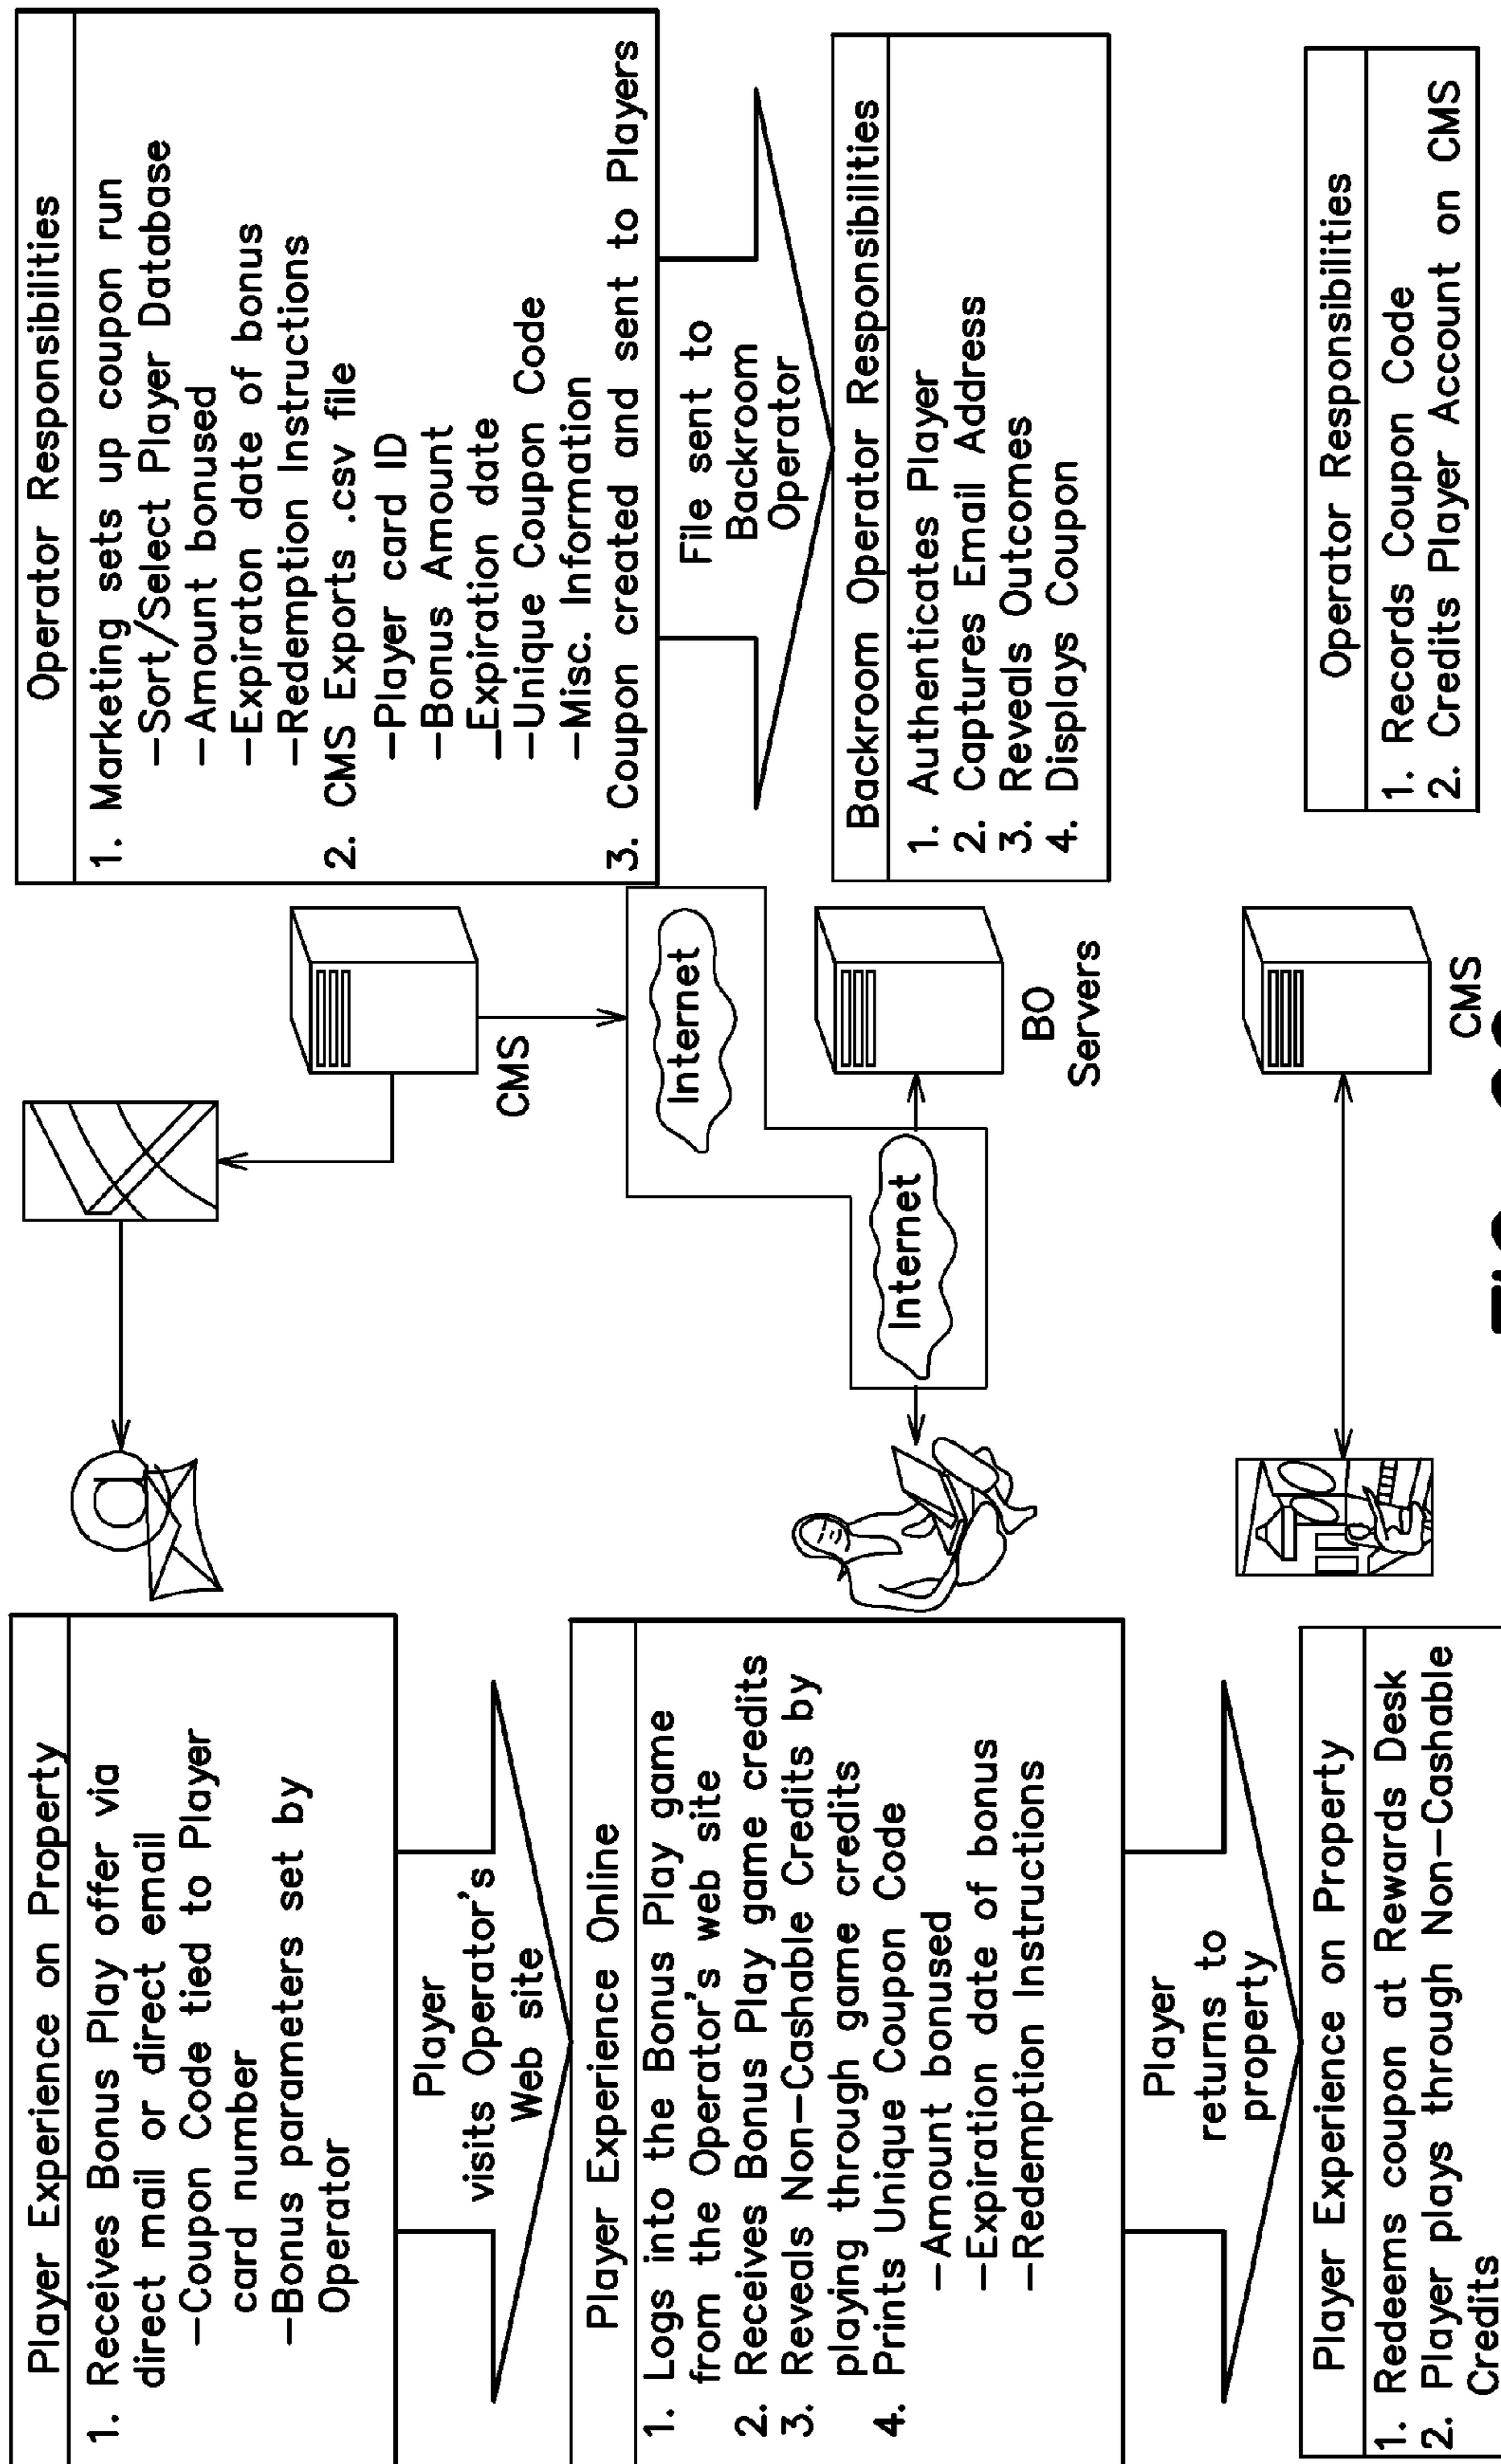 Player Experience on Property
1. Receives Bonus Play offer via
direct mail or direct email
–Coupon Code tied to Player
card number
–Bonus parameters set by
Operator
Player
visits Operator's
Web site
Player Experience Online
1. Logs into the Bonus Play game
from the Operator's web site
2. Receives Bonus Play game credits
3. Reveals Non–Cashable Credits by
playing through game credits
4. Prints Unique Coupon Code
–Amount bonused
–Expiration date of bonus
–Redemption Instructions
Player
returns to
property
Player Experience on Property
1. Redeems coupon at Rewards Desk
2. Player plays through Non–Cashable
Credits
CMS
Internet
Internet
BO
Servers
CMS
Operator Responsibilities
1. Marketing sets up coupon run
–Sort/Select Player Database
–Amount bonused
–Expiraton date of bonus
–Redemption Instructions
2. CMS Exports .csv file
–Player card ID
–Bonus Amount
–Expiration date
–Unique Coupon Code
–Misc. Information
3. Coupon created and sent to Players
File sent to
Backroom
Operator
Backroom Operator Responsibilities
1. Authenticates Player
2. Captures Email Address
3. Reveals Outcomes
4. Displays Coupon
Operator Responsibilities
1. Records Coupon Code
2. Credits Player Account on CMS